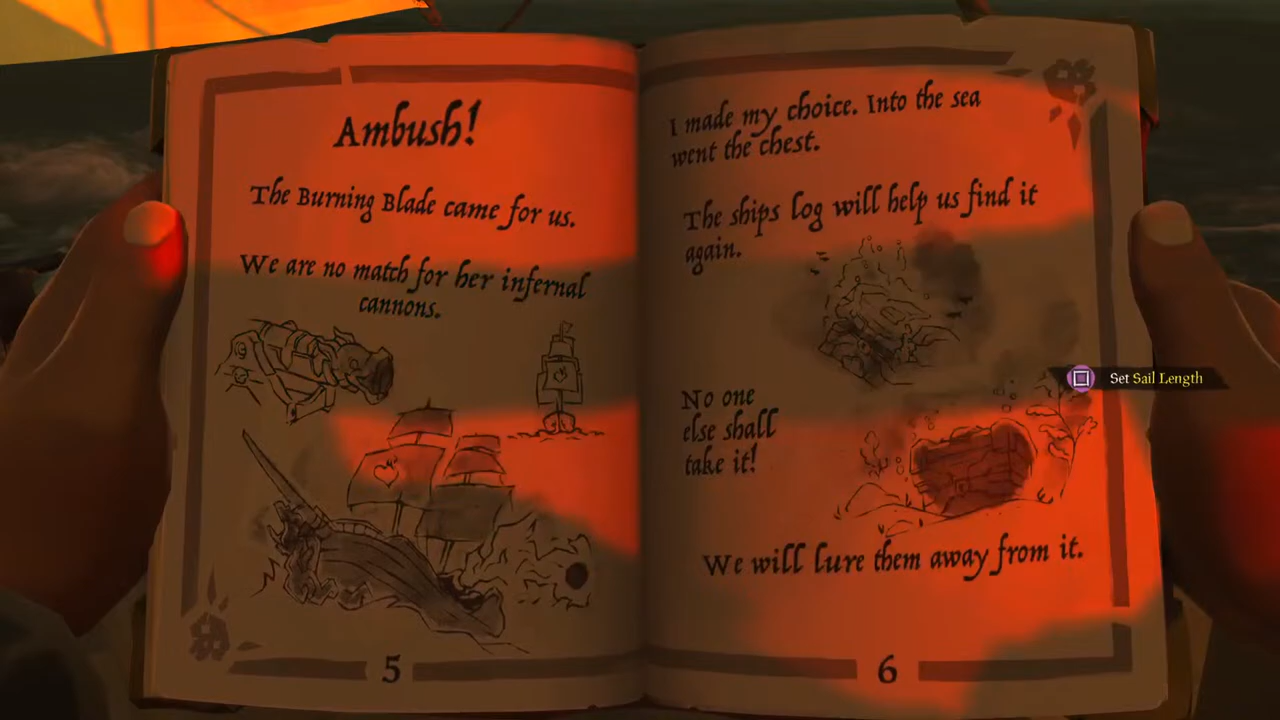 Ambush!
The Burning Blade came for us.
We are no match for her infernal
cannons.
5
I made my choice. Into the sea
went the chest.
The ships log will help us find it
again.
No one
else shall
take it!
We will lure them away from it.
6
Set Sail Length